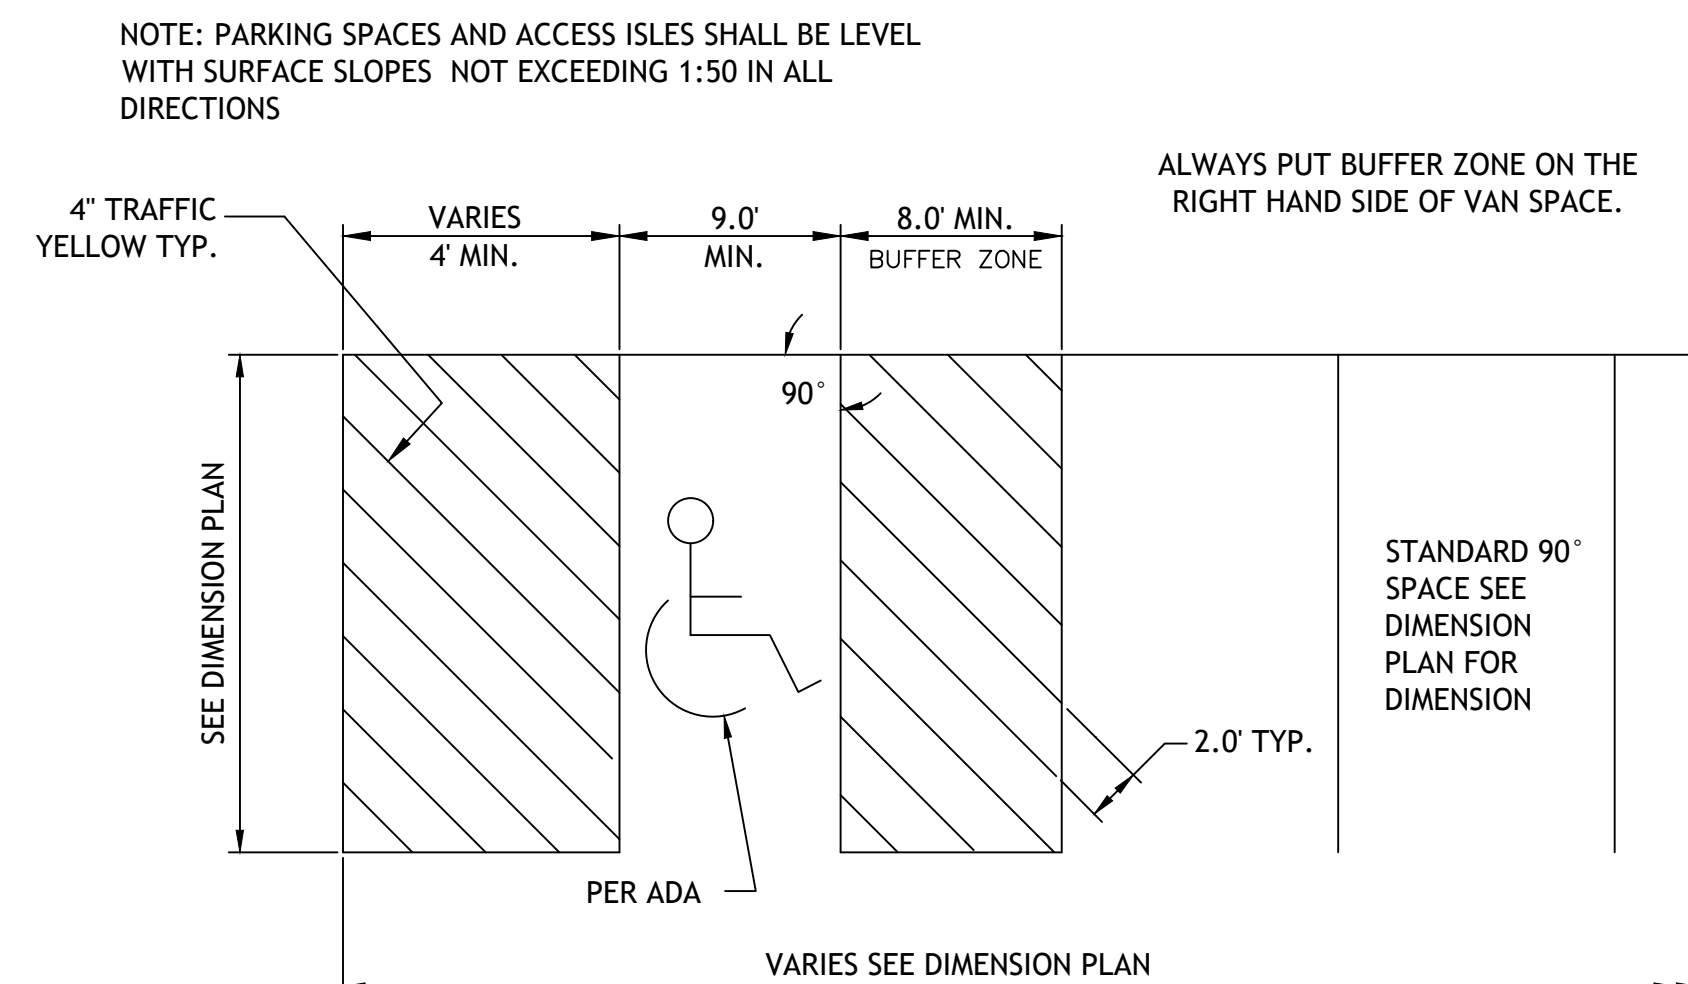 NOTE: PARKING SPACES AND ACCESS ISLES SHALL BE LEVEL
WITH SURFACE SLOPES NOT EXCEEDING 1:50 IN ALL
DIRECTIONS
ALWAYS PUT BUFFER ZONE ON THE
RIGHT HAND SIDE OF VAN SPACE.
4" TRAFFIC
YELLOW TYP.
VARIES
4' MIN.
9.0'
MIN.
8.0' MIN.
BUFFER ZONE
90°
SEE DIMENSION PLAN
STANDARD 90°
SPACE SEE
DIMENSION
PLAN FOR
DIMENSION
2.0' TYP.
PER ADA
VARIES SEE DIMENSION PLAN